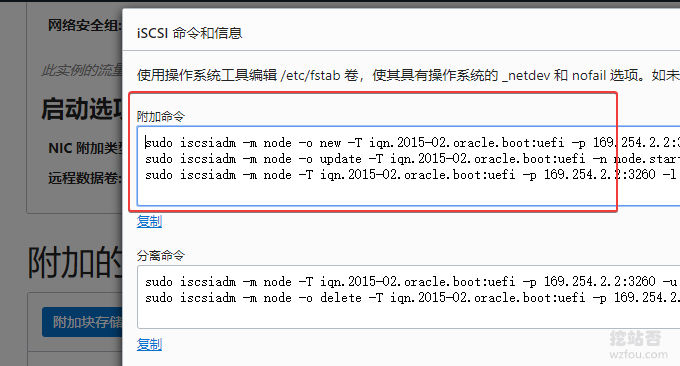 网络安全组:
iSCSI 命令和信息
此实例的流量
使用操作系统工具编辑 /etc/fstab 卷，使其具有操作系统的 _netdev 和 nofail 选项。如未
启动选项
附加命令
NIC 附加类型
sudo iscsiadm -m node -o new -T iqn.2015-02.oracle.boot:uefi -p 169.254.2.2:3
sudo iscsiadm -m node -o update -T iqn.2015-02.oracle.boot:uefi -n node.start
远程数据卷:
sudo iscsiadm -m node -T iqn.2015-02.oracle.boot:uefi -p 169.254.2.2:3260 -l
复制
附加的
分离命令
sudo iscsiadm -m node -T iqn.2015-02.oracle.boot:uefi -p 169.254.2.2:3260 -u
sudo iscsiadm -m node -o delete -T iqn.2015-02.oracle.boot:uefi -p 169.254.2.
附加块存储
复制
挖站否
wzfou.com